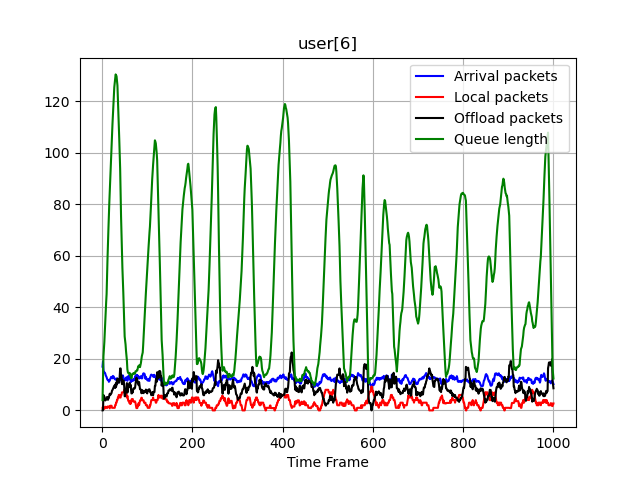 user[6]
Arrival packets
Local packets
Offload packets
Queue length
120
100
80
60
40
20
0
0 200 400 600 800 1000
Time Frame